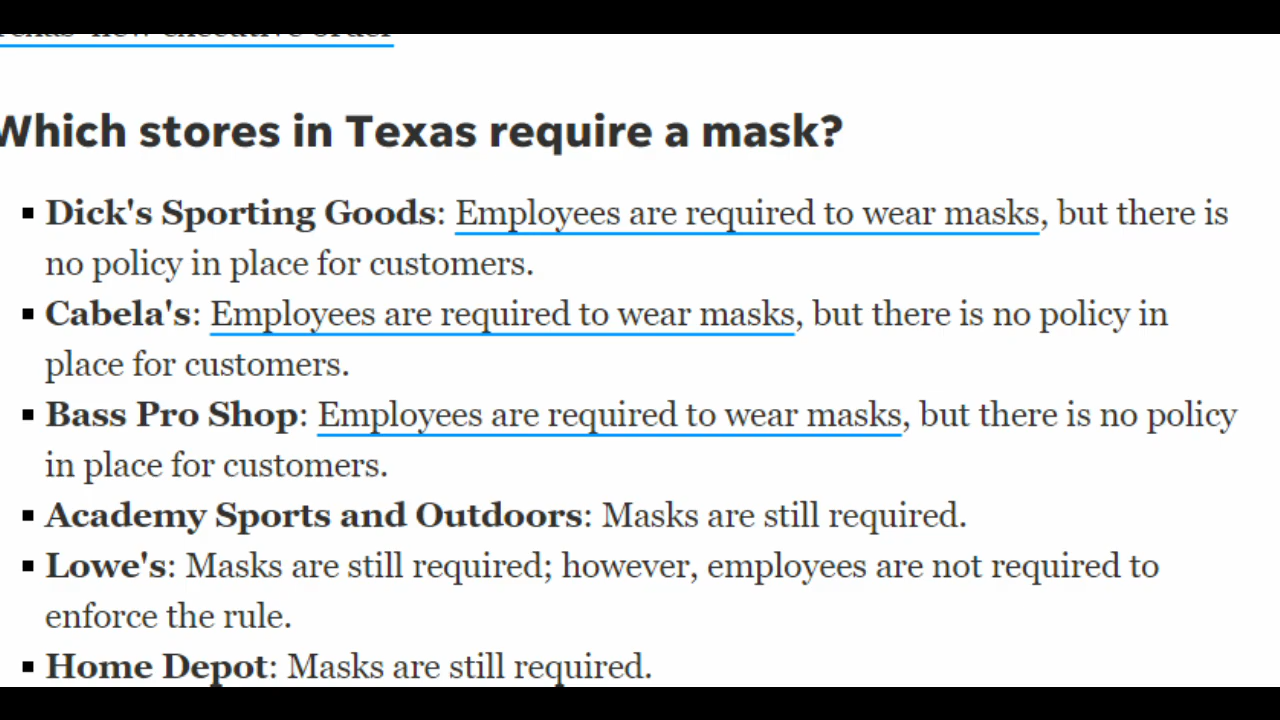 Texas' new executive order
Which stores in Texas require a mask?
▪ Dick's Sporting Goods: Employees are required to wear masks, but there is
no policy in place for customers.
▪ Cabela's: Employees are required to wear masks, but there is no policy in
place for customers.
▪ Bass Pro Shop: Employees are required to wear masks, but there is no policy
in place for customers.
▪ Academy Sports and Outdoors: Masks are still required.
▪ Lowe's: Masks are still required; however, employees are not required to
enforce the rule.
▪ Home Depot: Masks are still required.